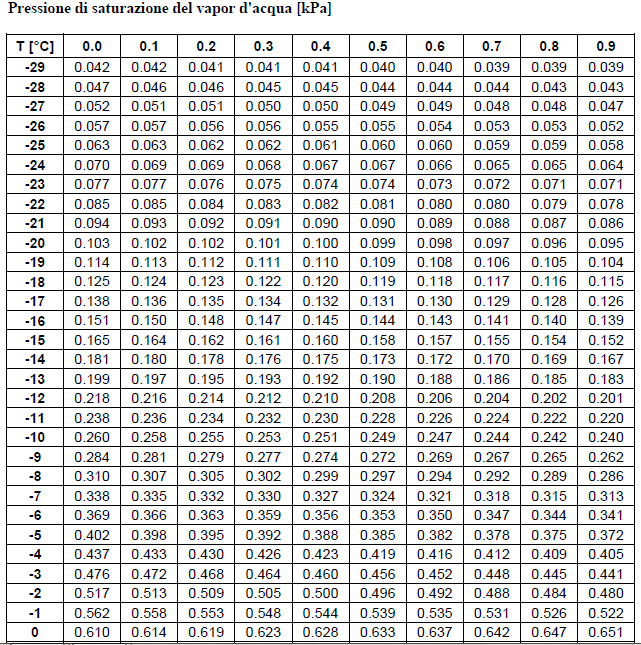 Pressione di saturazione del vapor d'acqua [kPa]
T [°C] 0.0 0.1 0.2 0.3 0.4 0.5 0.6 0.7 0.8 0.9
-29 0.042 0.042 0.041 0.041 0.041 0.040 0.040 0.039 0.039 0.039
-28 0.047 0.046 0.046 0.045 0.045 0.044 0.044 0.044 0.043 0.043
-27 0.052 0.051 0.051 0.050 0.050 0.049 0.049 0.048 0.048 0.047
-26 0.057 0.057 0.056 0.056 0.055 0.055 0.054 0.053 0.053 0.052
-25 0.063 0.063 0.062 0.062 0.061 0.060 0.060 0.059 0.059 0.058
-24 0.070 0.069 0.069 0.068 0.067 0.067 0.066 0.065 0.065 0.064
-23 0.077 0.077 0.076 0.075 0.074 0.074 0.073 0.072 0.071 0.071
-22 0.085 0.085 0.084 0.083 0.082 0.081 0.080 0.080 0.079 0.078
-21 0.094 0.093 0.092 0.091 0.090 0.090 0.089 0.088 0.087 0.086
-20 0.103 0.102 0.102 0.101 0.100 0.099 0.098 0.097 0.096 0.095
-19 0.114 0.113 0.112 0.111 0.110 0.109 0.108 0.106 0.105 0.104
-18 0.125 0.124 0.123 0.122 0.120 0.119 0.118 0.117 0.116 0.115
-17 0.138 0.136 0.135 0.134 0.132 0.131 0.130 0.129 0.128 0.126
-16 0.151 0.150 0.148 0.147 0.145 0.144 0.143 0.141 0.140 0.139
-15 0.165 0.164 0.162 0.161 0.160 0.158 0.157 0.155 0.154 0.152
-14 0.181 0.180 0.178 0.176 0.175 0.173 0.172 0.170 0.169 0.167
-13 0.199 0.197 0.195 0.193 0.192 0.190 0.188 0.186 0.185 0.183
-12 0.218 0.216 0.214 0.212 0.210 0.208 0.206 0.204 0.202 0.201
-11 0.238 0.236 0.234 0.232 0.230 0.228 0.226 0.224 0.222 0.220
-10 0.260 0.258 0.255 0.253 0.251 0.249 0.247 0.244 0.242 0.240
-9 0.284 0.281 0.279 0.277 0.274 0.272 0.269 0.267 0.265 0.262
-8 0.310 0.307 0.305 0.302 0.299 0.297 0.294 0.292 0.289 0.286
-7 0.338 0.335 0.332 0.330 0.327 0.324 0.321 0.318 0.315 0.313
-6 0.369 0.366 0.363 0.359 0.356 0.353 0.350 0.347 0.344 0.341
-5 0.402 0.398 0.395 0.392 0.388 0.385 0.382 0.378 0.375 0.372
-4 0.437 0.433 0.430 0.426 0.423 0.419 0.416 0.412 0.409 0.405
-3 0.476 0.472 0.468 0.464 0.460 0.456 0.452 0.448 0.445 0.441
-2 0.517 0.513 0.509 0.505 0.500 0.496 0.492 0.488 0.484 0.480
-1 0.562 0.558 0.553 0.548 0.544 0.539 0.535 0.531 0.526 0.522
0 0.610 0.614 0.619 0.623 0.628 0.633 0.637 0.642 0.647 0.651